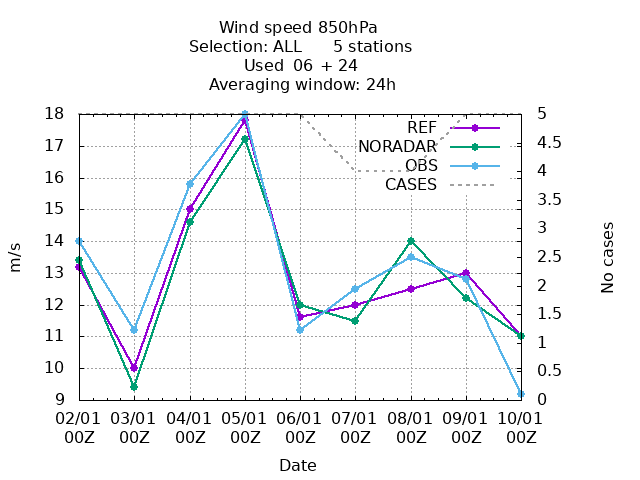 Wind speed 850hPa
Selection: ALL 5 stations
Used 06 + 24
Averaging window: 24h
REF
NORADAR
OBS
CASES
m/s
18
17
16
15
14
13
12
11
10
9
No cases
5
4.5
4
3.5
3
2.5
2
1.5
1
0.5
0
02/01 03/01 04/01 05/01 06/01 07/01 08/01 09/01 10/01
00Z 00Z 00Z 00Z 00Z 00Z 00Z 00Z 00Z
Date